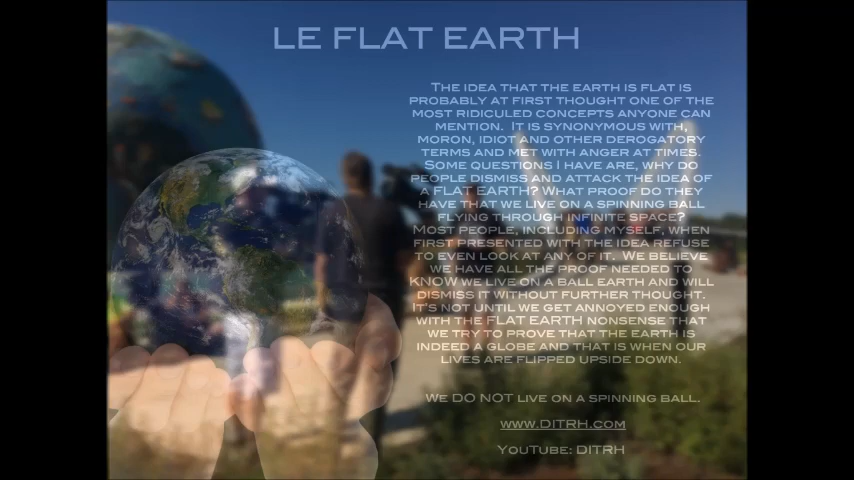 LE FLAT EARTH
THE IDEA THAT THE EARTH IS FLAT IS
PROBABLY AT FIRST THOUGHT ONE OF THE
MOST RIDICULED CONCEPTS ANYONE CAN
MENTION. IT IS SYNONYMOUS WITH,
MORON, IDIOT AND OTHER DEROGATORY
TERMS AND MET WITH ANGER AT TIMES.
SOME QUESTIONS I HAVE ARE, WHY DO
PEOPLE DISMISS AND ATTACK THE IDEA OF
A FLAT EARTH? WHAT PROOF DO THEY
HAVE THAT WE LIVE ON A SPINNING BALL
FLYING THROUGH INFINITE SPACE?
MOST PEOPLE, INCLUDING MYSELF, WHEN
FIRST PRESENTED WITH THE IDEA REFUSE
TO EVEN LOOK AT ANY OF IT. WE BELIEVE
WE HAVE ALL THE PROOF NEEDED TO
KNOW WE LIVE ON A BALL EARTH AND WILL
DISMISS IT WITHOUT FURTHER THOUGHT.
IT'S NOT UNTIL WE GET ANNOYED ENOUGH
WITH THE FLAT EARTH NONSENSE THAT
WE TRY TO PROVE THAT THE EARTH IS
INDEED A GLOBE AND THAT IS WHEN OUR
LIVES ARE FLIPPED UPSIDE DOWN.
WE DO NOT LIVE ON A SPINNING BALL.
WWW.DITRH.COM
YOUTUBE: DITRH